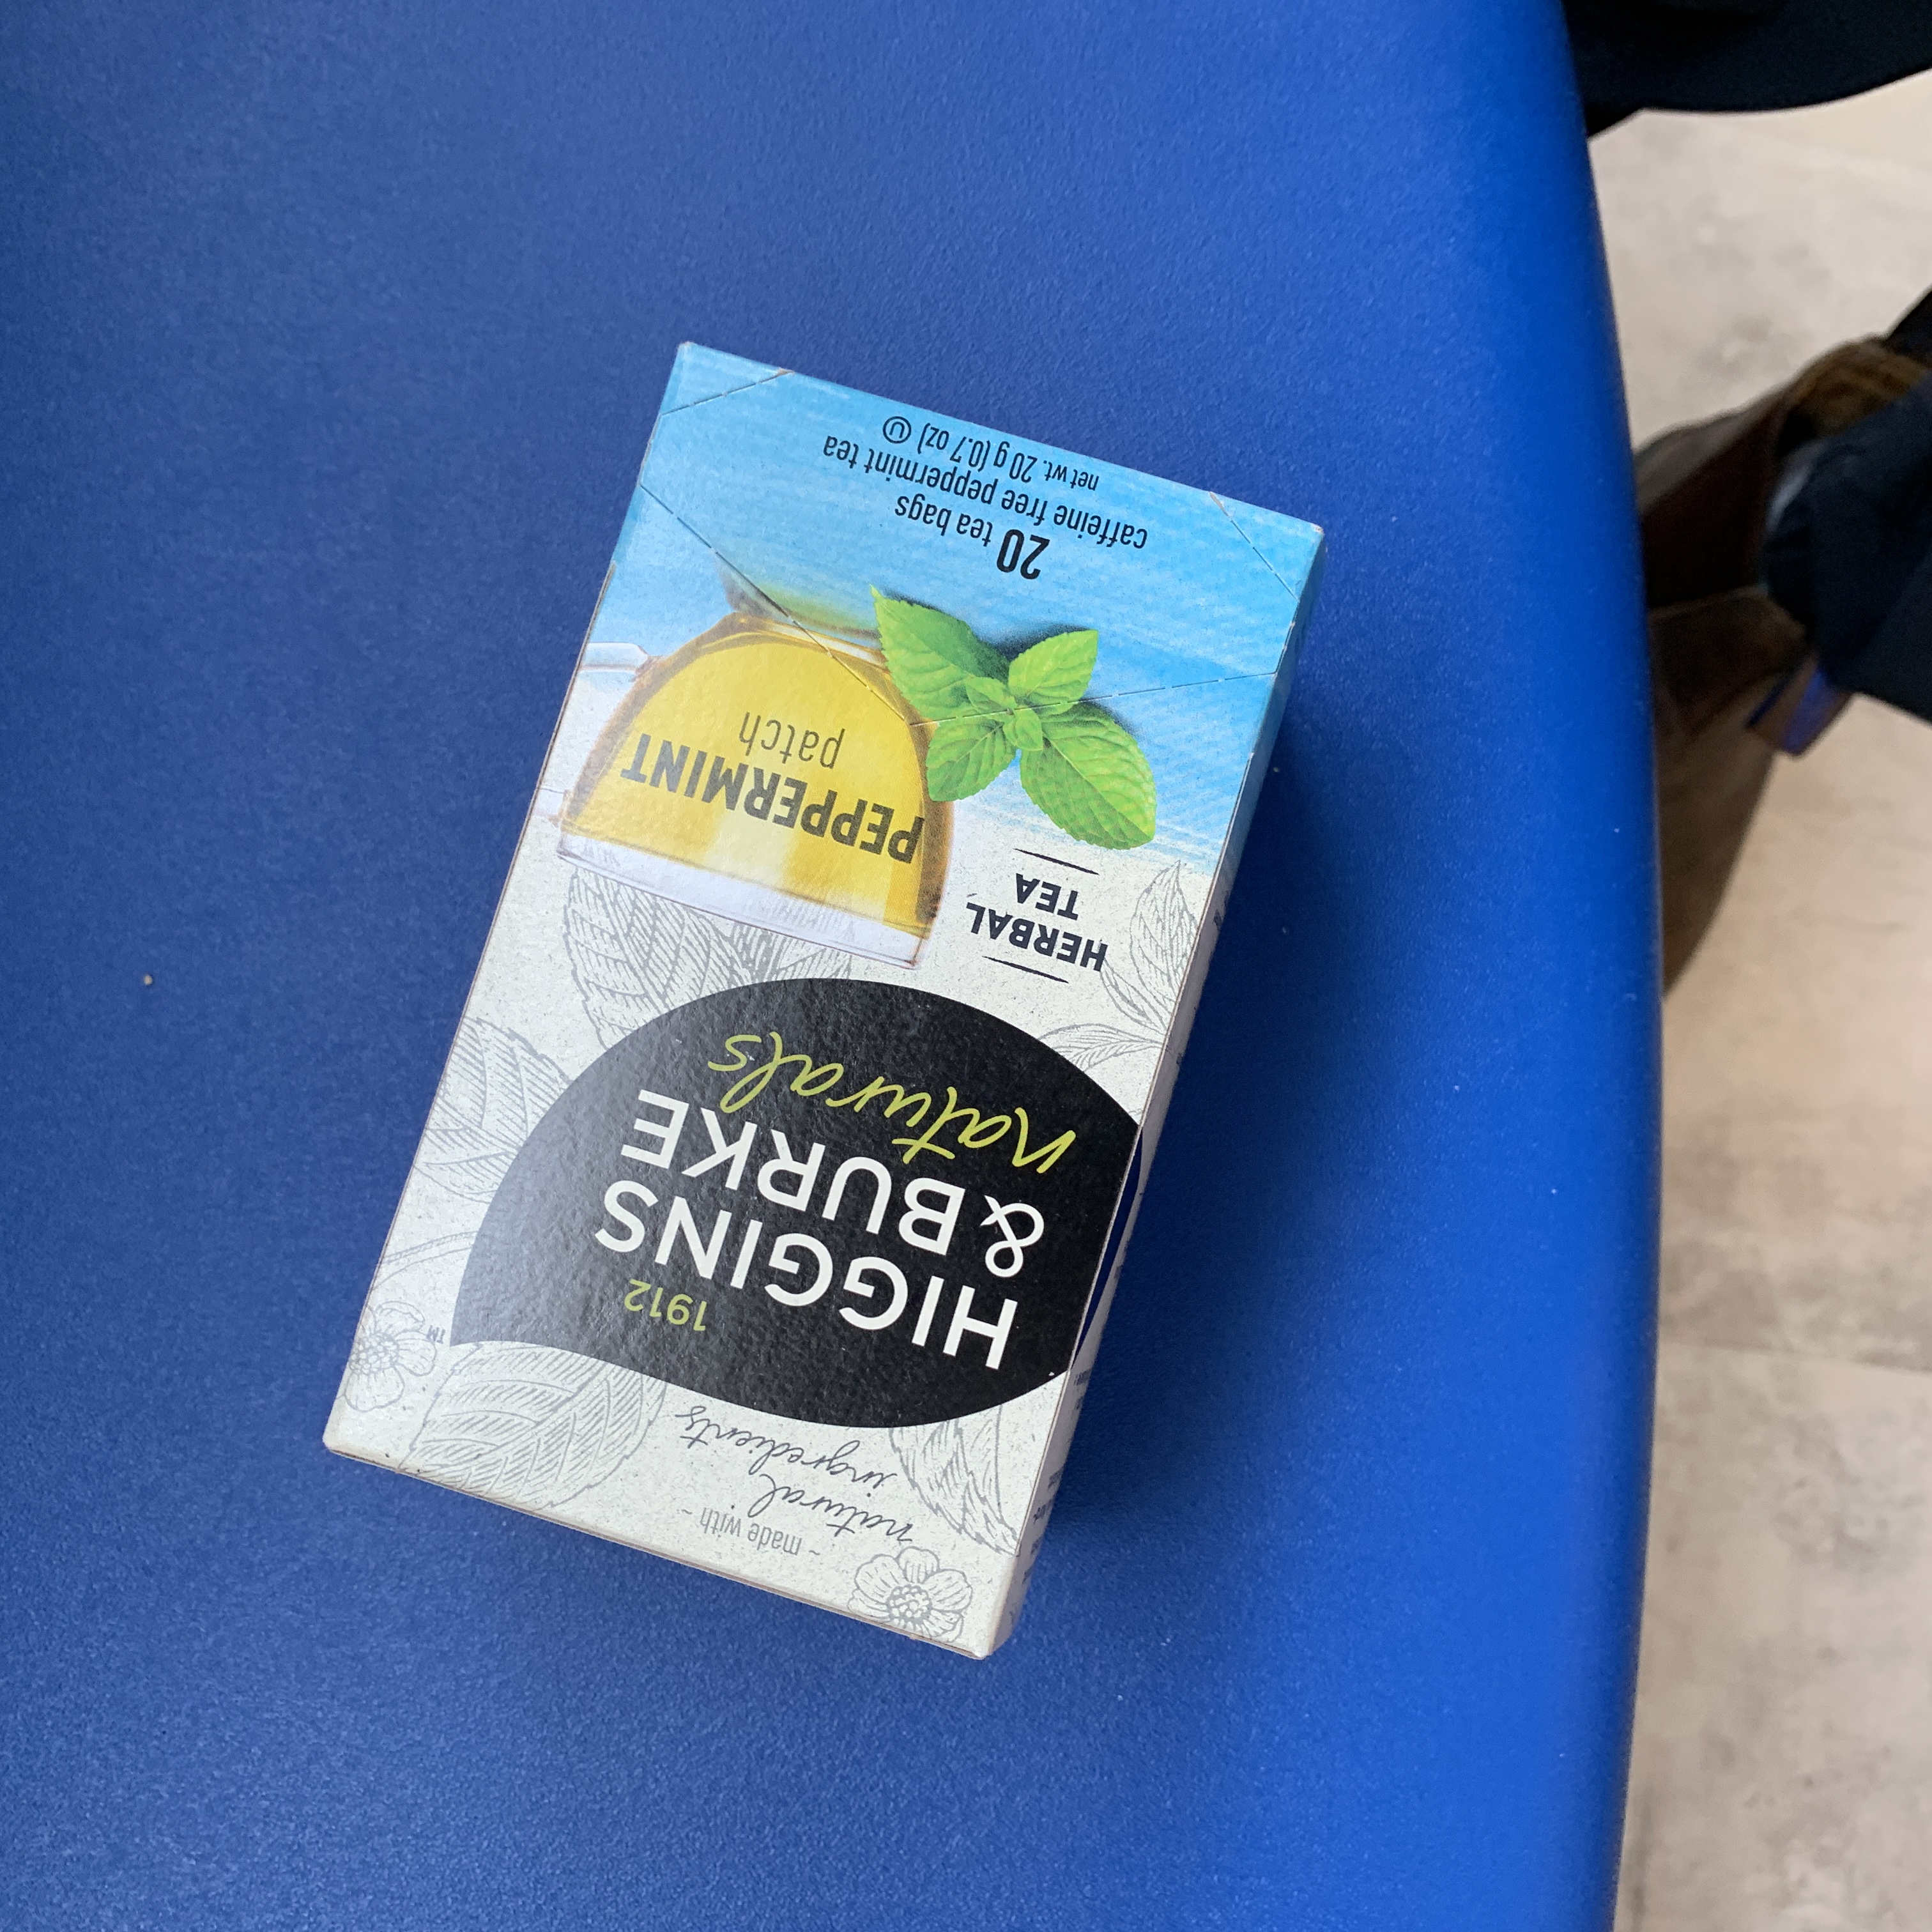 ~ made with ~
natural
ingredients
TM
1912
HIGGINS
& BURKE
naturals
PEPPERMINT
patch
HERBAL
TEA
20 tea bags
caffeine free peppermint tea
net wt. 20 g (0.7 oz) U